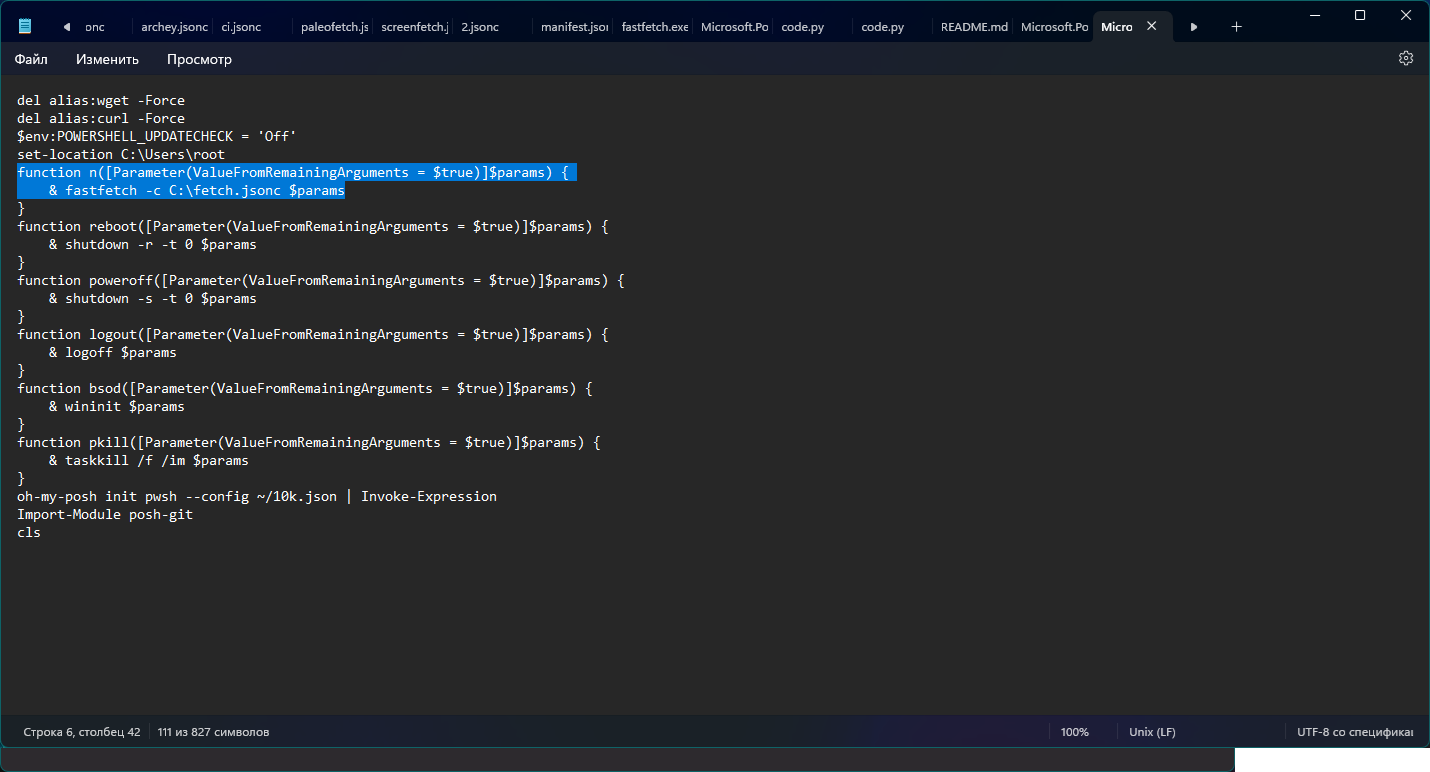 onc archey.jsonc ci.jsonc paleofetch.js screenfetch.j 2.jsonc manifest.jsor fastfetch.exe Microsoft.Po code.py code.py README.md Microsoft.Po Micro
Файл Изменить Просмотр
del alias:wget -Force
del alias:curl -Force
$env:POWERSHELL_UPDATECHECK = 'Off'
set-location C:\Users\root
function n([Parameter(ValueFromRemainingArguments = $true)]$params) {
    & fastfetch -c C:\fetch.jsonc $params
}
function reboot([Parameter(ValueFromRemainingArguments = $true)]$params) {
    & shutdown -r -t 0 $params
}
function poweroff([Parameter(ValueFromRemainingArguments = $true)]$params) {
    & shutdown -s -t 0 $params
}
function logout([Parameter(ValueFromRemainingArguments = $true)]$params) {
    & logoff $params
}
function bsod([Parameter(ValueFromRemainingArguments = $true)]$params) {
    & wininit $params
}
function pkill([Parameter(ValueFromRemainingArguments = $true)]$params) {
    & taskkill /f /im $params
}
oh-my-posh init pwsh --config ~/10k.json | Invoke-Expression
Import-Module posh-git
cls
Строка 6, столбец 42 111 из 827 символов 100% Unix (LF) UTF-8 со специфика